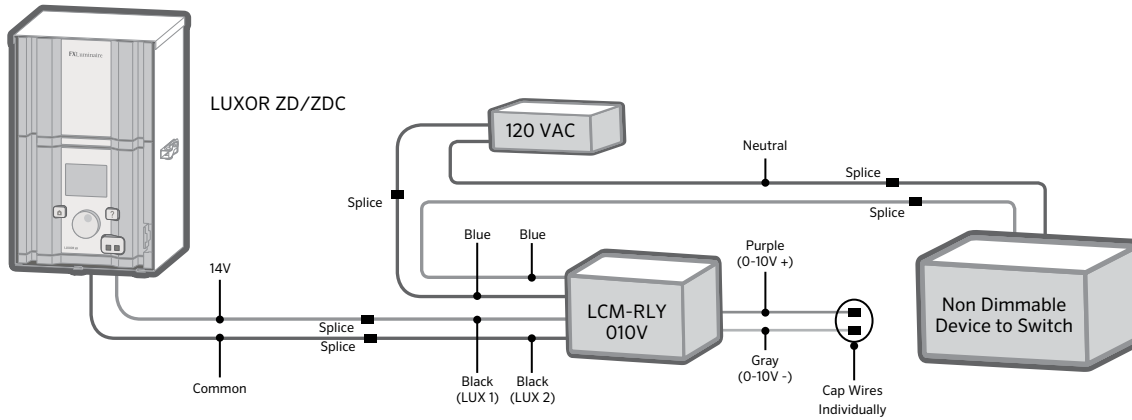 FXLuminaire
LUXOR ZD/ZDC
120 VAC
Neutral
Splice
Splice
Splice
Blue
Blue
14V
Purple
(0-10V +)
LCM-RLY
010V
Non Dimmable
Device to Switch
Splice
Splice
Common
Black
(LUX 1)
Black
(LUX 2)
Gray
(0-10V -)
Cap Wires
Individually
?